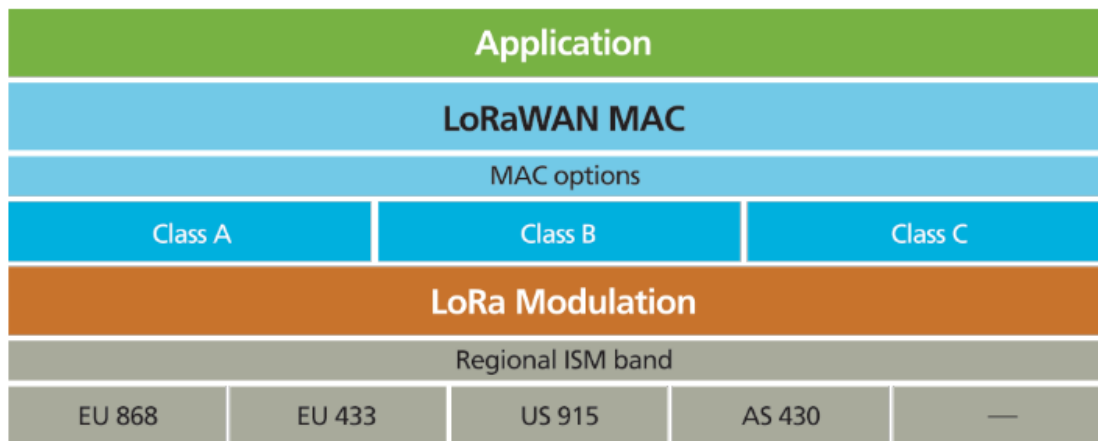 Application
LoRaWAN MAC
MAC options
Class A Class B Class C
LoRa Modulation
Regional ISM band
EU 868 EU 433 US 915 AS 430 —